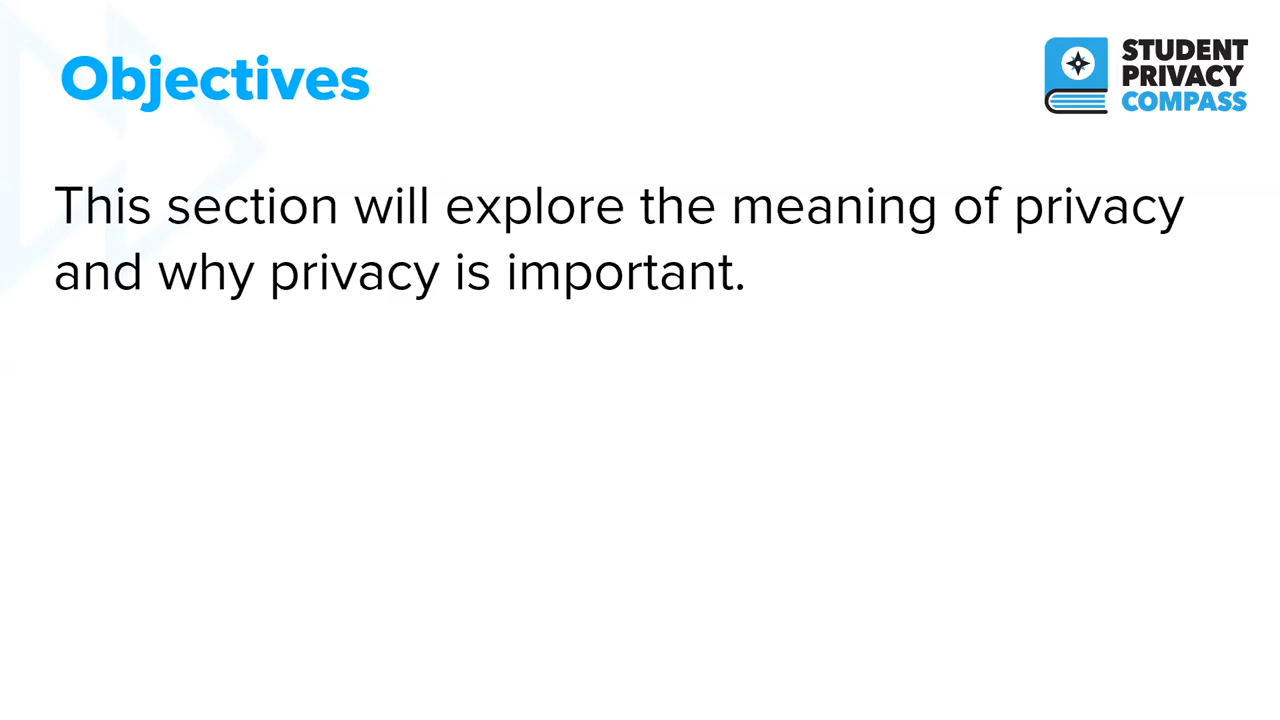 Objectives
STUDENT
PRIVACY
COMPASS
This section will explore the meaning of privacy
and why privacy is important.